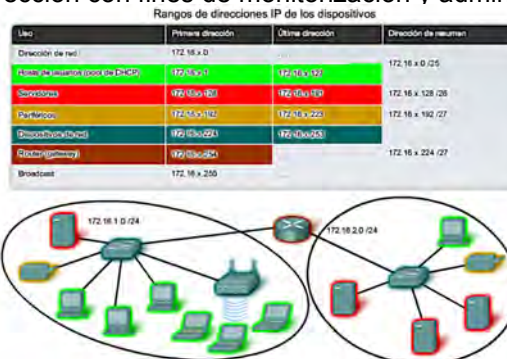 ección con fines de monitorización y admi
Rangos de direcciones IP de los dispositivos
Uso Primera dirección Última dirección Dirección de resumen
Dirección de red 172.16.x.0
172.16.x.0 /25
Hosts de usuarios (pool de DHCP) 172.16.x.1 172.16.x.127
Servidores 172.16.x.128 172.16.x.191 172.16.x.128 /26
Periféricos 172.16.x.192 172.16.x.223 172.16.x.192 /27
Dispositivos de red 172.16.x.224 172.16.x.253
172.16.x.224 /27
Router (gateway) 172.16.x.254
Broadcast 172.16.x.255
172.16.1.0 /24
172.16.2.0 /24